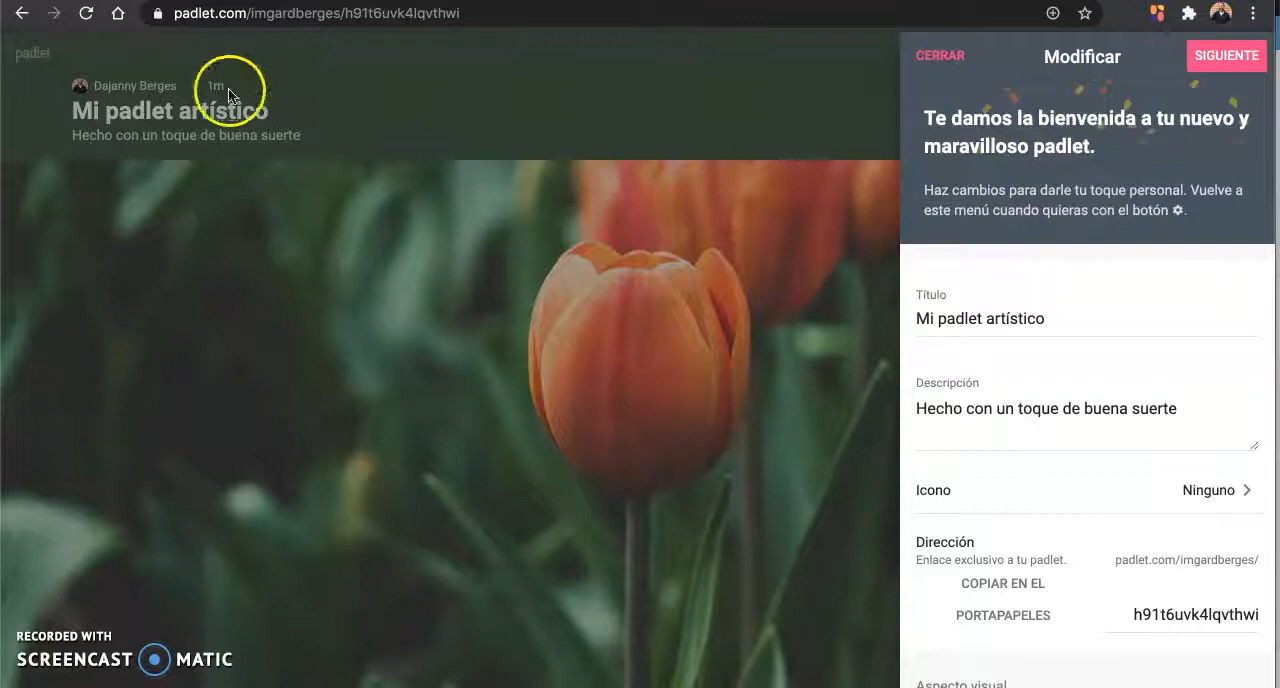 padlet.com/imgardberges/h91t6uvk4lqvthwi
padlet
Dajanny Berges 1m
Mi padlet artístico
Hecho con un toque de buena suerte
CERRAR
Modificar
SIGUIENTE
Te damos la bienvenida a tu nuevo y
maravilloso padlet.
Haz cambios para darle tu toque personal. Vuelve a
este menú cuando quieras con el botón .
Título
Mi padlet artístico
Descripción
Hecho con un toque de buena suerte
Icono
Ninguno
Dirección
Enlace exclusivo a tu padlet.
padlet.com/imgardberges/
COPIAR EN EL
PORTAPAPELES
h91t6uvk4lqvthwi
Aspecto visual
RECORDED WITH
SCREENCAST MATIC